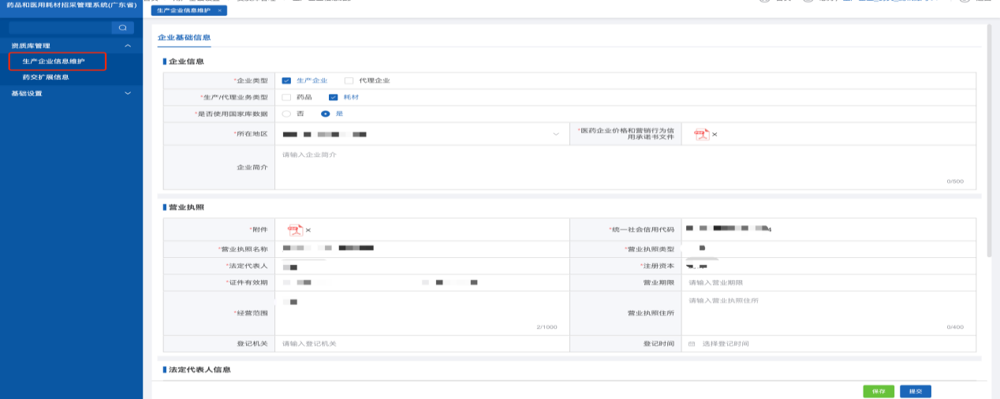 药品和医用耗材招采管理系统(广东省)
生产企业信息维护 ×
资质库管理
生产企业信息维护
药交扩展信息
基础设置
企业基础信息
企业信息
*企业类型 生产企业 代理企业
*生产/代理业务类型 药品 耗材
*是否使用国家库数据 否 是
*所在地区
*医药企业价格和营销行为信
用承诺书文件
×
企业简介 请输入企业简介
0/500
营业执照
*附件 × *统一社会信用代码
*营业执照名称 *营业执照类型
*法定代表人 *注册资本
*证件有效期 营业期限 请输入营业期限
*经营范围
2/1000
营业执照住所 请输入营业执照住所
0/400
登记机关 请输入登记机关 登记时间 选择登记时间
法定代表人信息
保存 提交